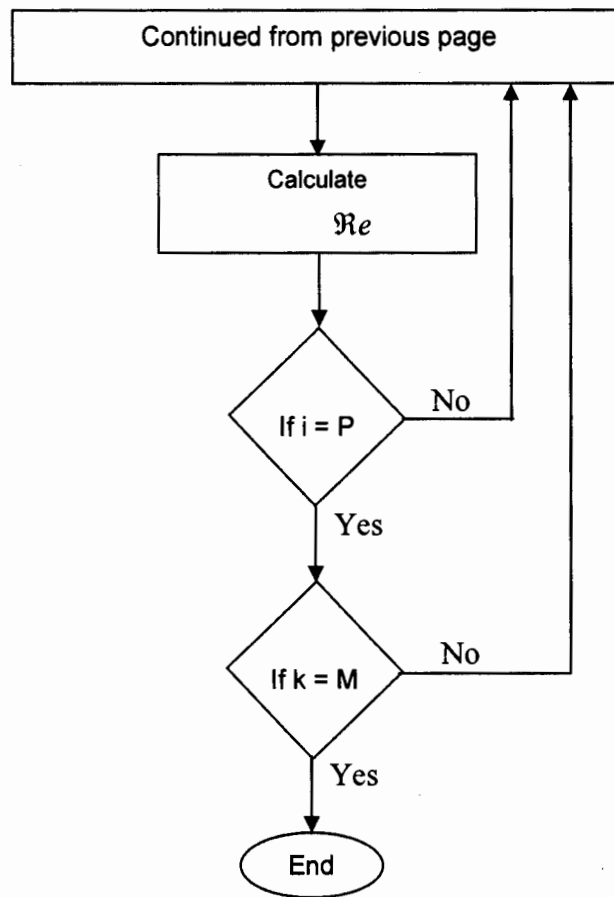 Continued from previous page
Calculate
ℜe
If i = P
No
Yes
If k = M
No
Yes
End